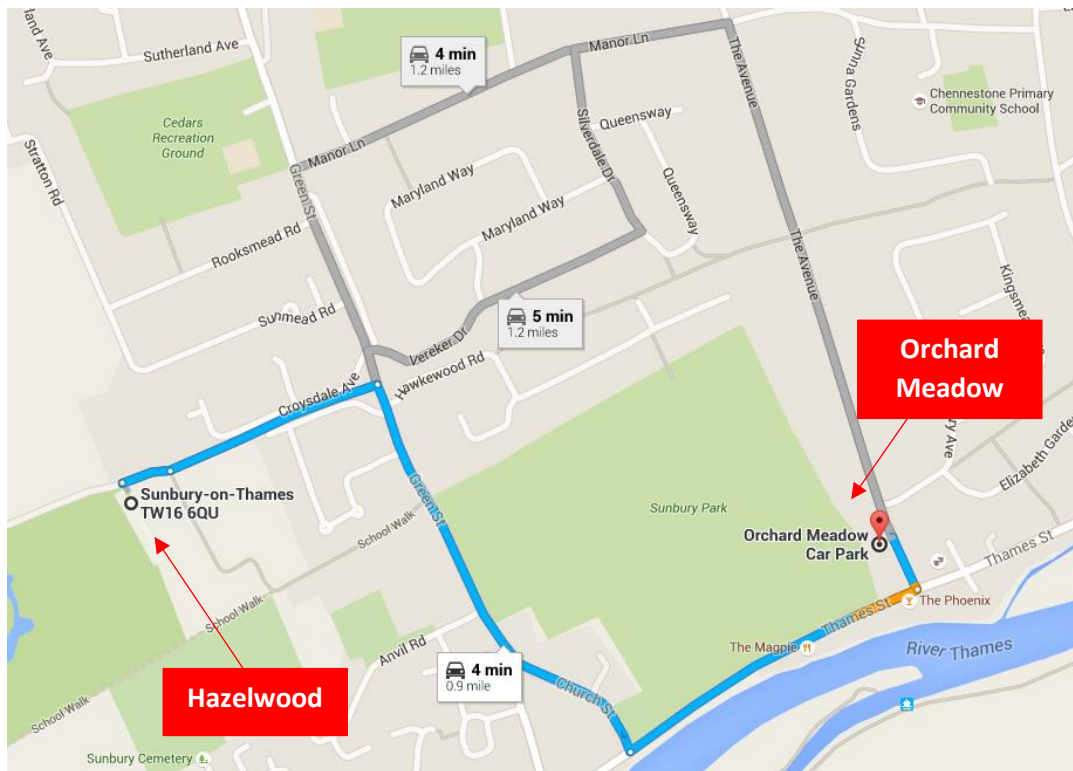 Sutherland Ave
4 min
1.2 miles
Manor Ln
The Avenue
Sunna Gardens
Chennestone Primary
Community School
Cedars
Recreation
Ground
Stratton Rd
Manor Ln
Green St
Silverdale Dr
Queensway
Queensway
Maryland Way
Maryland Way
Rooksmead Rd
The Avenue
Sunmead Rd
5 min
1.2 miles
Vereker Dr
Hawkewood Rd
Croysdale Ave
Orchard
Meadow
Elizabeth Garden
Sunbury-on-Thames
TW16 6QU
Green St
School Walk
Sunbury Park
Orchard Meadow
Car Park
Thames St
The Phoenix
Thames St
The Magpie
River Thames
School Walk
Anvil Rd
4 min
0.9 mile
Church St
Hazelwood
School Walk
Sunbury Cemetery